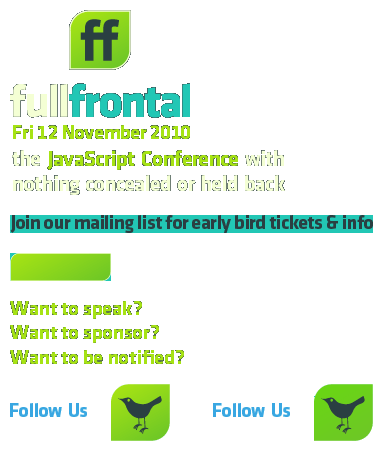 ff
fullfrontal
Fri 12 November 2010
the JavaScript Conference with
nothing concealed or held back
Join our mailing list for early bird tickets & info
Want to speak?
Want to sponsor?
Want to be notified?
Follow Us
Follow Us